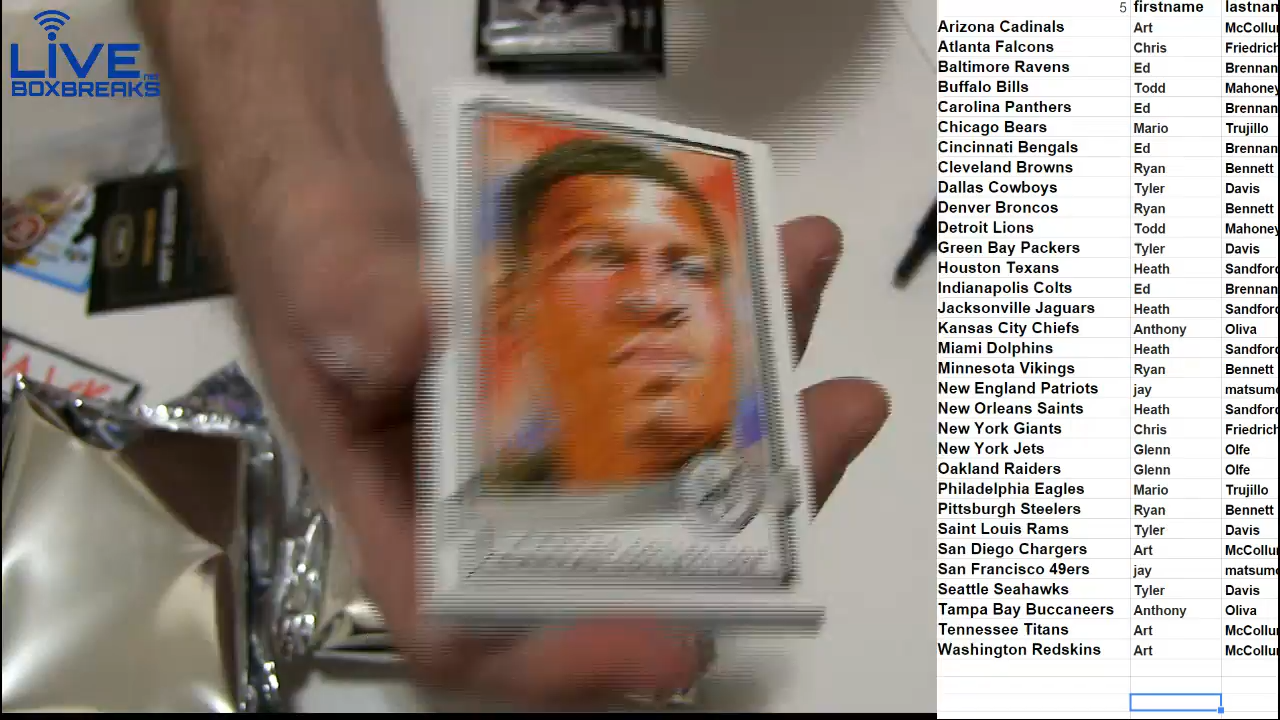 LIVE
.net
BOXBREAKS
5 firstname lastnam
Arizona Cadinals Art McCollu
Atlanta Falcons Chris Friedrich
Baltimore Ravens Ed Brennan
Buffalo Bills Todd Mahoney
Carolina Panthers Ed Brennan
Chicago Bears Mario Trujillo
Cincinnati Bengals Ed Brennan
Cleveland Browns Ryan Bennett
Dallas Cowboys Tyler Davis
Denver Broncos Ryan Bennett
Detroit Lions Todd Mahoney
Green Bay Packers Tyler Davis
Houston Texans Heath Sandford
Indianapolis Colts Ed Brennan
Jacksonville Jaguars Heath Sandford
Kansas City Chiefs Anthony Oliva
Miami Dolphins Heath Sandford
Minnesota Vikings Ryan Bennett
New England Patriots jay matsume
New Orleans Saints Heath Sandford
New York Giants Chris Friedrich
New York Jets Glenn Olfe
Oakland Raiders Glenn Olfe
Philadelphia Eagles Mario Trujillo
Pittsburgh Steelers Ryan Bennett
Saint Louis Rams Tyler Davis
San Diego Chargers Art McCollu
San Francisco 49ers jay matsume
Seattle Seahawks Tyler Davis
Tampa Bay Buccaneers Anthony Oliva
Tennessee Titans Art McCollu
Washington Redskins Art McCollu